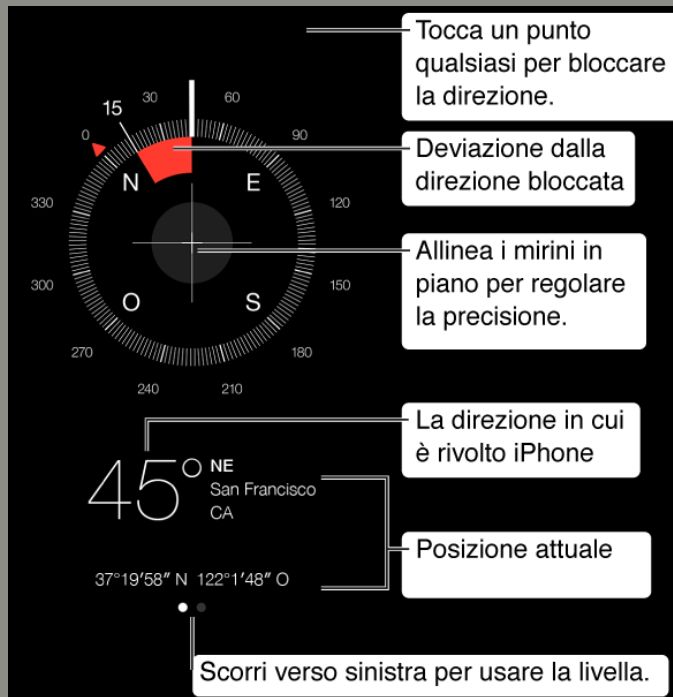 Tocca un punto
qualsiasi per bloccare
la direzione.
15
30
60
0
90
Deviazione dalla
direzione bloccata
N
E
330
120
Allinea i mirini in
piano per regolare
la precisione.
300
150
O
S
270
180
240
210
La direzione in cui
è rivolto iPhone
45°
NE
San Francisco
CA
Posizione attuale
37°19′58″ N 122°1′48″ O
Scorri verso sinistra per usare la livella.